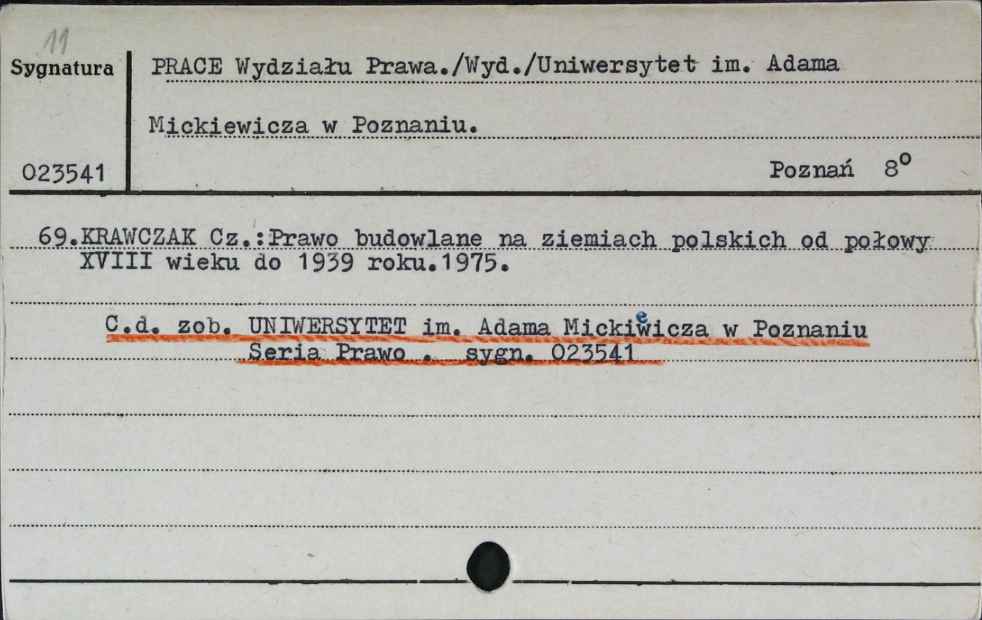 11
Sygnatura
PRACE Wydziału Prawa./Wyd./Uniwersytet im. Adama
Mickiewicza w Poznaniu.
023541
Poznań 8º
69.KRAWCZAK Cz.:Prawo budowlane na ziemiach polskich od połowy
XVIII wieku do 1939 roku.1975.
C.d. zob. UNIWERSYTET im. Adama Mickiewicza w Poznaniu
Seria Prawo . sygn. 023541